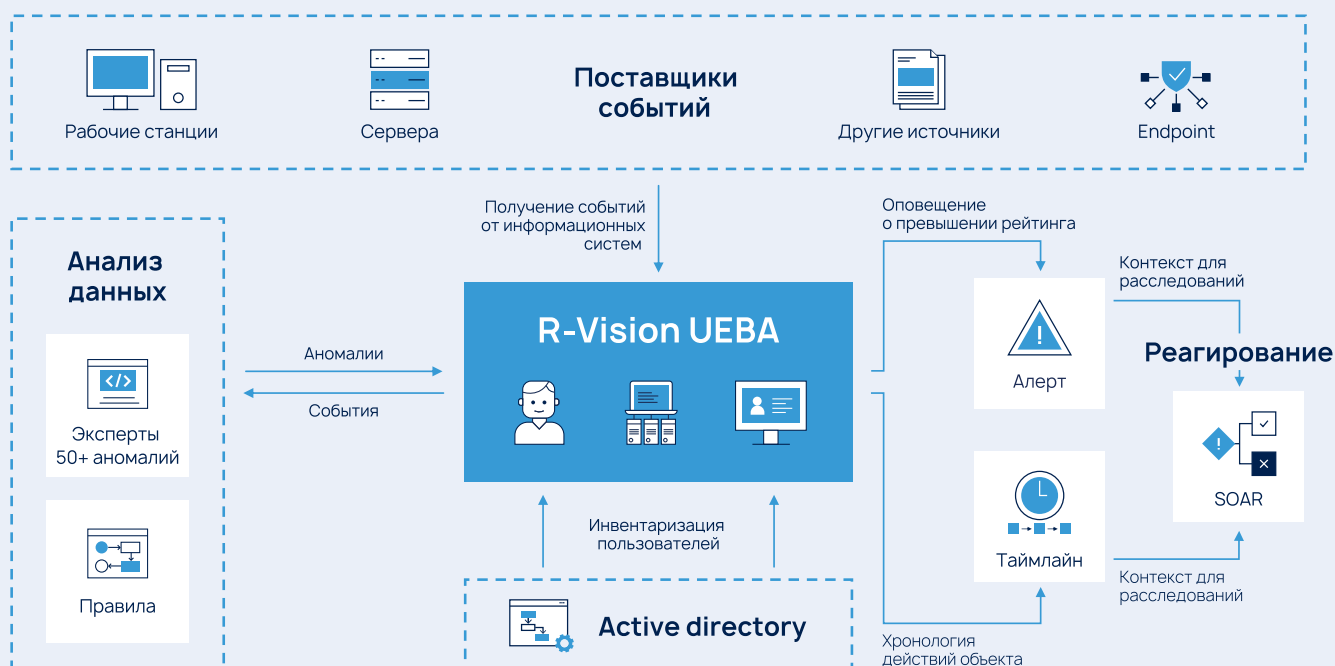 Поставщики
событий
Рабочие станции
Сервера
Другие источники
Endpoint
Получение событий
от информационных
систем
Оповещение
о превышении рейтинга
Анализ
данных
Эксперты
50+ аномалий
Правила
Аномалии
События
R-Vision UEBA
Алерт
Контекст для
расследований
Реагирование
SOAR
Таймлайн
Контекст для
расследований
Инвентаризация
пользователей
Active directory
Хронология
действий объекта